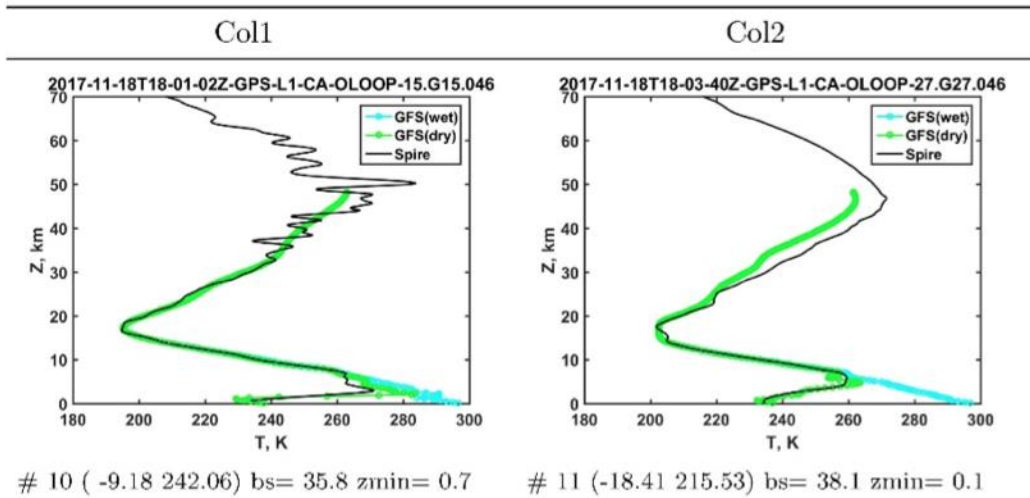 Col1 Col2
2017-11-18T18-01-02Z-GPS-L1-CA-OLOOP-15.G15.046
70
60
50
40
30
20
10
0
Z, km
GFS(wet)
GFS(dry)
Spire
180 200 220 240 260 280 300
T, K
# 10 ( -9.18 242.06) bs= 35.8 zmin= 0.7
2017-11-18T18-03-40Z-GPS-L1-CA-OLOOP-27.G27.046
70
60
50
40
30
20
10
0
Z, km
GFS(wet)
GFS(dry)
Spire
180 200 220 240 260 280 300
T, K
# 11 (-18.41 215.53) bs= 38.1 zmin= 0.1